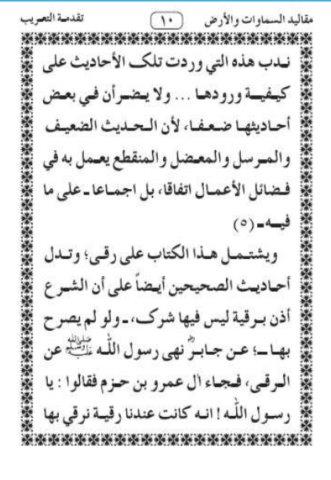 مقاليد السماوات والأرض ١٠ تقدمة التعريب
ندب هذه التي وردت تلك الأحاديث على
كيفية ورودها ... ولا يضر أن في بعض
أحاديثها ضعفا، لأن الحديث الضعيف
والمرسل والمعضل والمنقطع يعمل به في
فضائل الأعمال اتفاقا، بل اجماعا ـ على ما
فيه ـ (٥)
ويشتمل هذا الكتاب على رقى؛ وتدل
أحاديث الصحيحين أيضاً على أن الشرع
أذن برقية ليس فيها شرك، ـ ولو لم يصرح
بها ـ؛ عن جابر نهى رسول الله ﷺ عن
الرقى، فجاء ال عمرو بن حزم فقالوا : يا
رسول الله ! انه كانت عندنا رقية نرقي بها